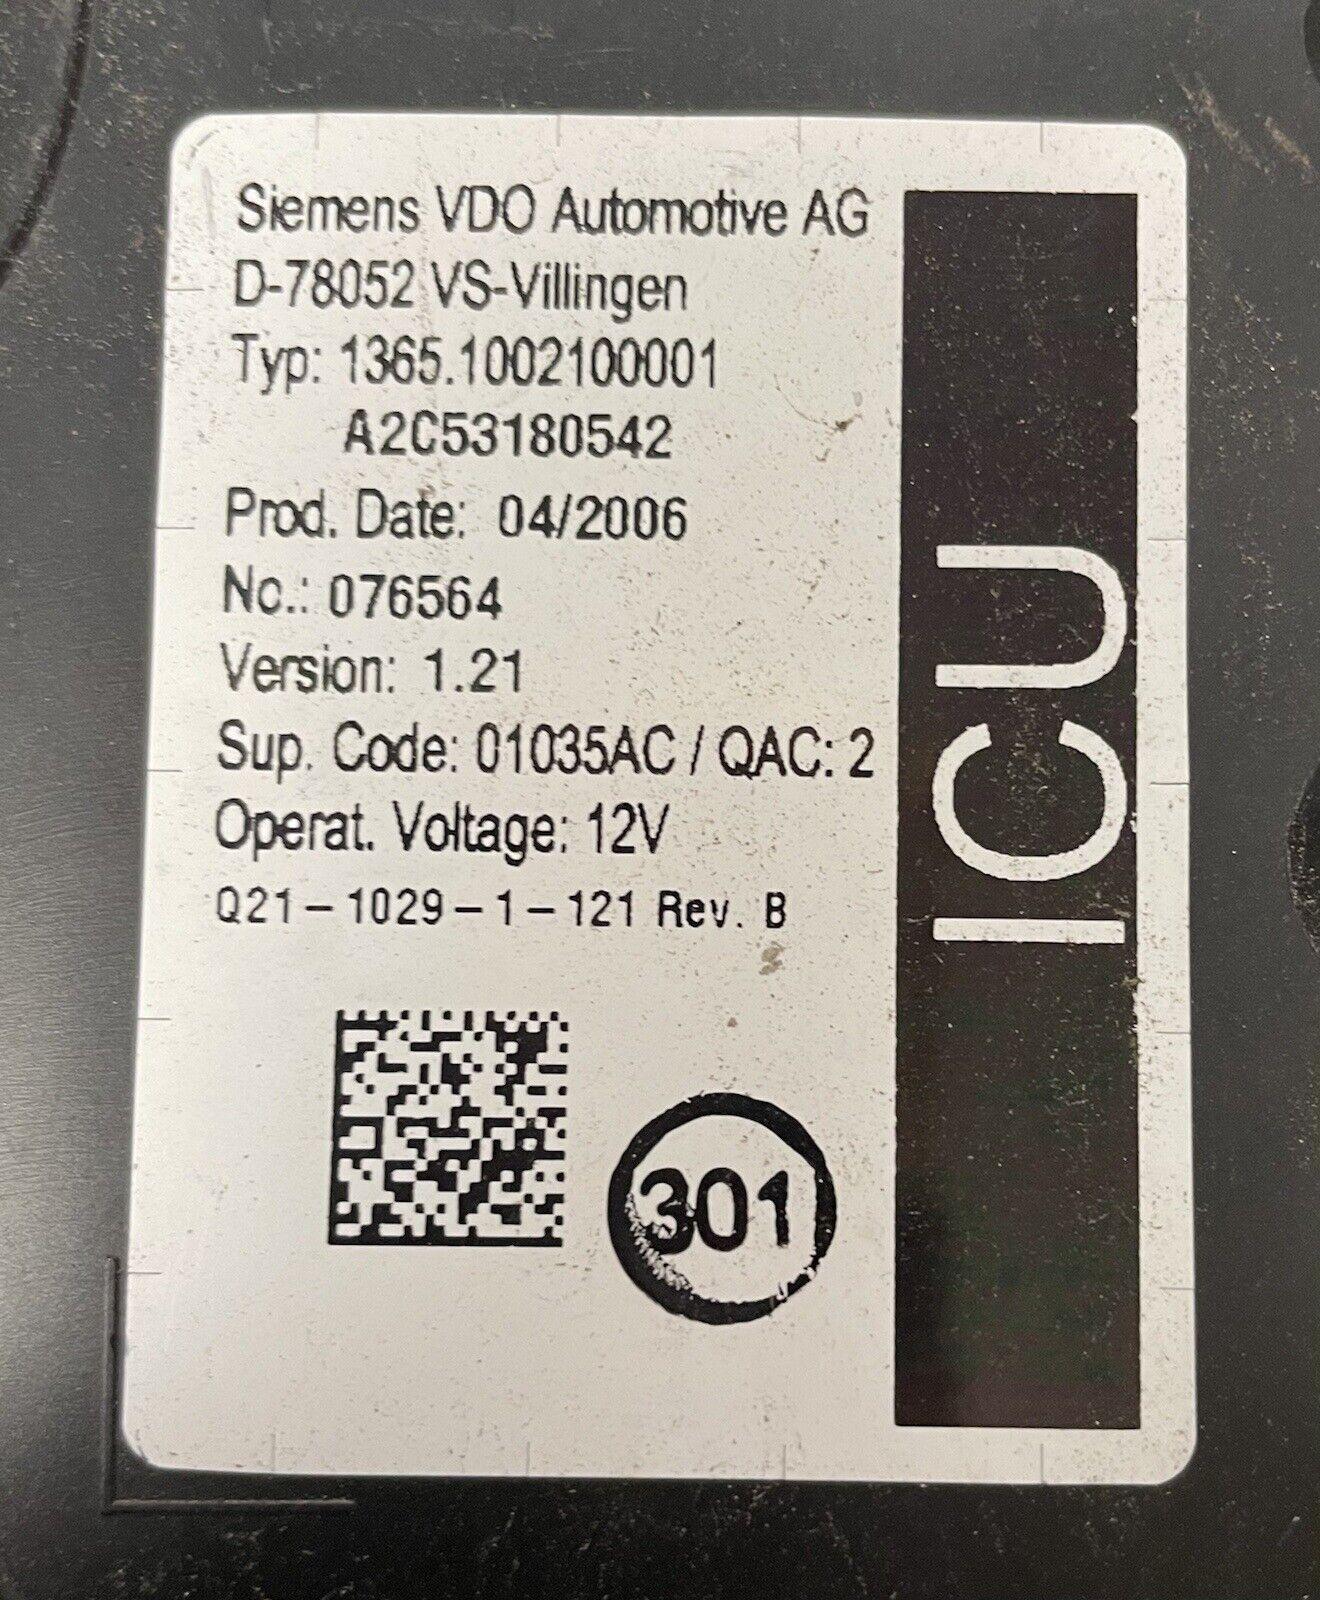 Siemens VDO Automotive AG
D-78052 VS-Villingen
Typ: 1365.1002100001
A2C53180542
Prod. Date: 04/2006
No.: 076564
Version: 1.21
Sup. Code: 01035AC / QAC: 2
Operat. Voltage: 12V
Q21-1029-1-121 Rev. B
301
ICU